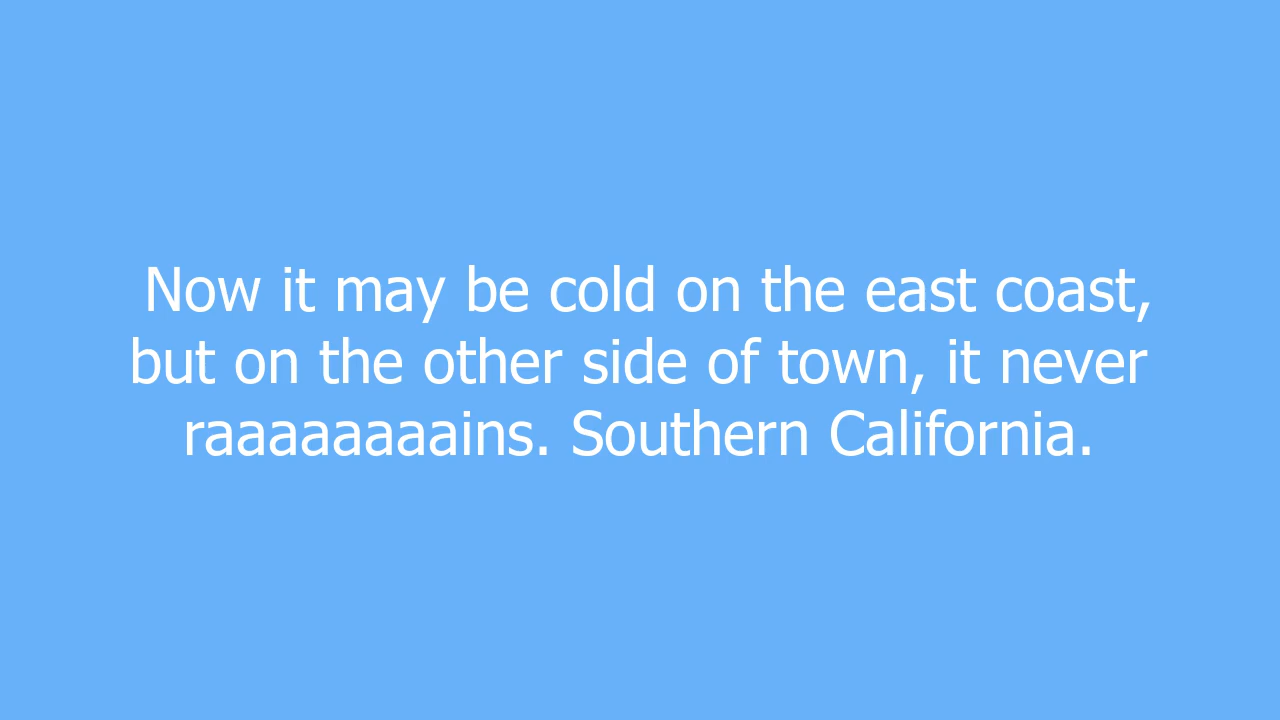 Now it may be cold on the east coast,
but on the other side of town, it never
raaaaaaaains. Southern California.